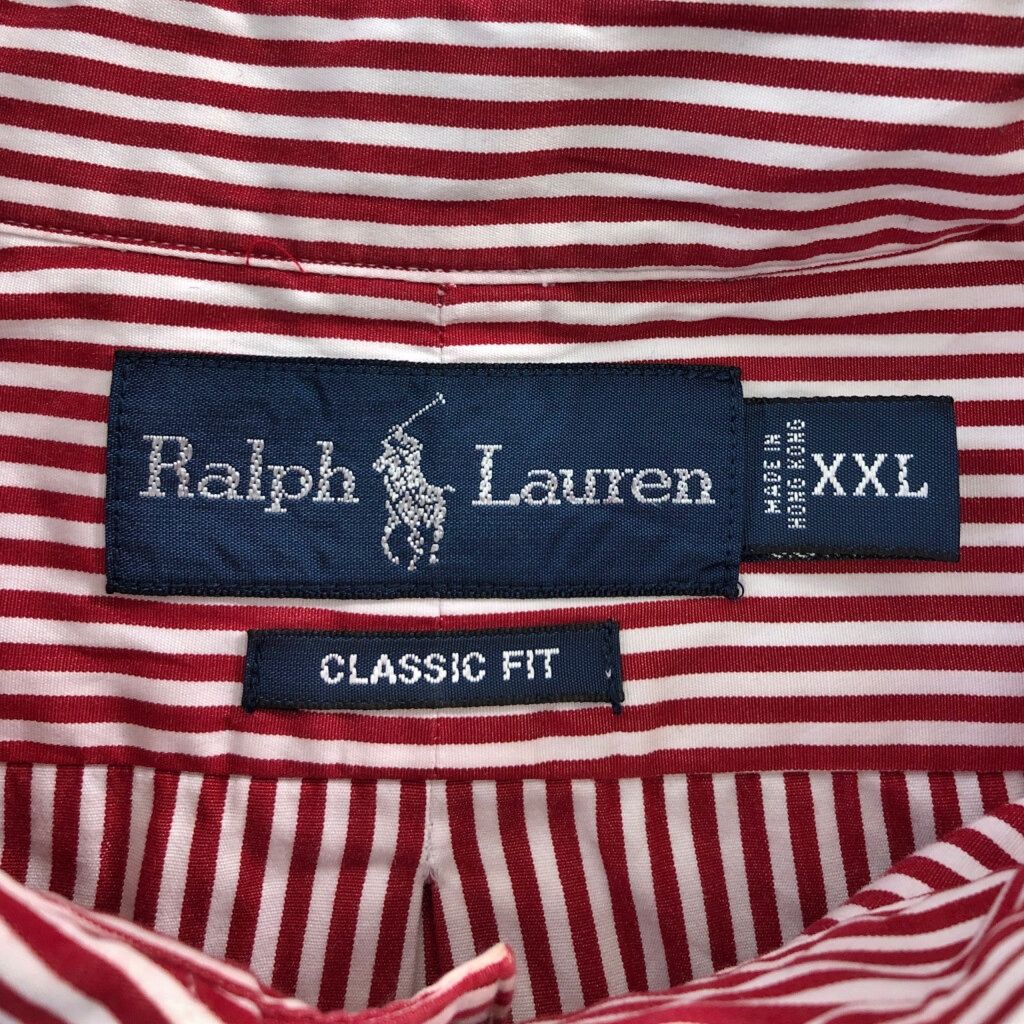 Ralph Lauren
MADE IN
HONG KONG
XXL
CLASSIC FIT